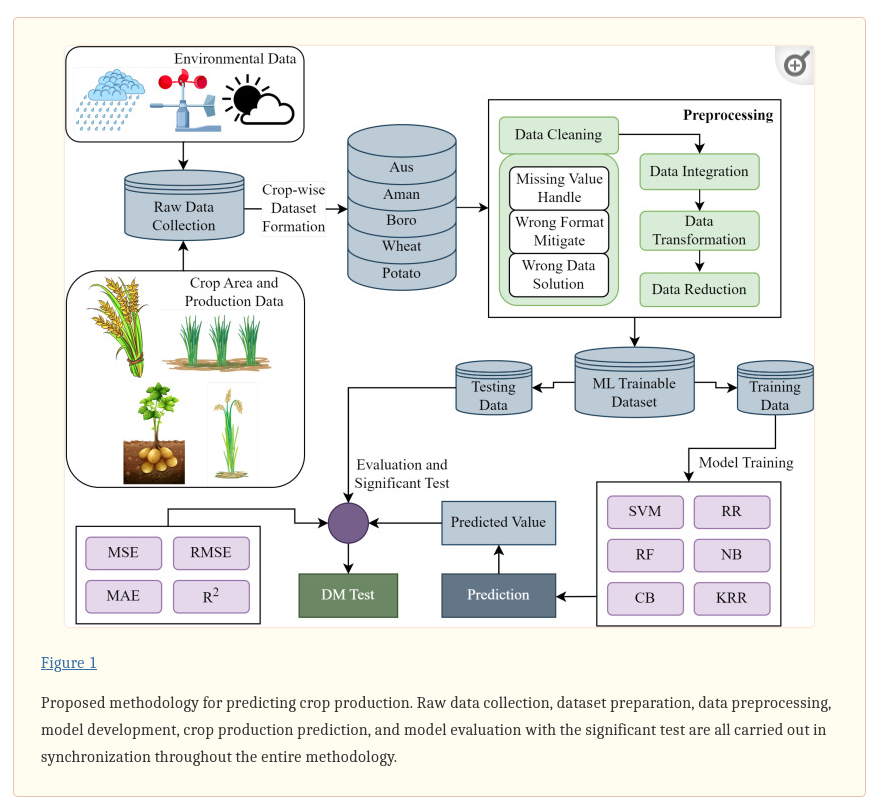 Environmental Data
Raw Data
Collection
Crop-wise
Dataset
Formation
Crop Area and
Production Data
Aus
Aman
Boro
Wheat
Potato
Preprocessing
Data Cleaning
Missing Value
Handle
Wrong Format
Mitigate
Wrong Data
Solution
Data Integration
Data
Transformation
Data Reduction
ML Trainable
Dataset
Testing
Data
Training
Data
Model Training
SVM
RR
RF
NB
CB
KRR
Prediction
Predicted Value
Evaluation and
Significant Test
MSE
RMSE
MAE
R²
DM Test
Figure 1
Proposed methodology for predicting crop production. Raw data collection, dataset preparation, data preprocessing,
model development, crop production prediction, and model evaluation with the significant test are all carried out in
synchronization throughout the entire methodology.